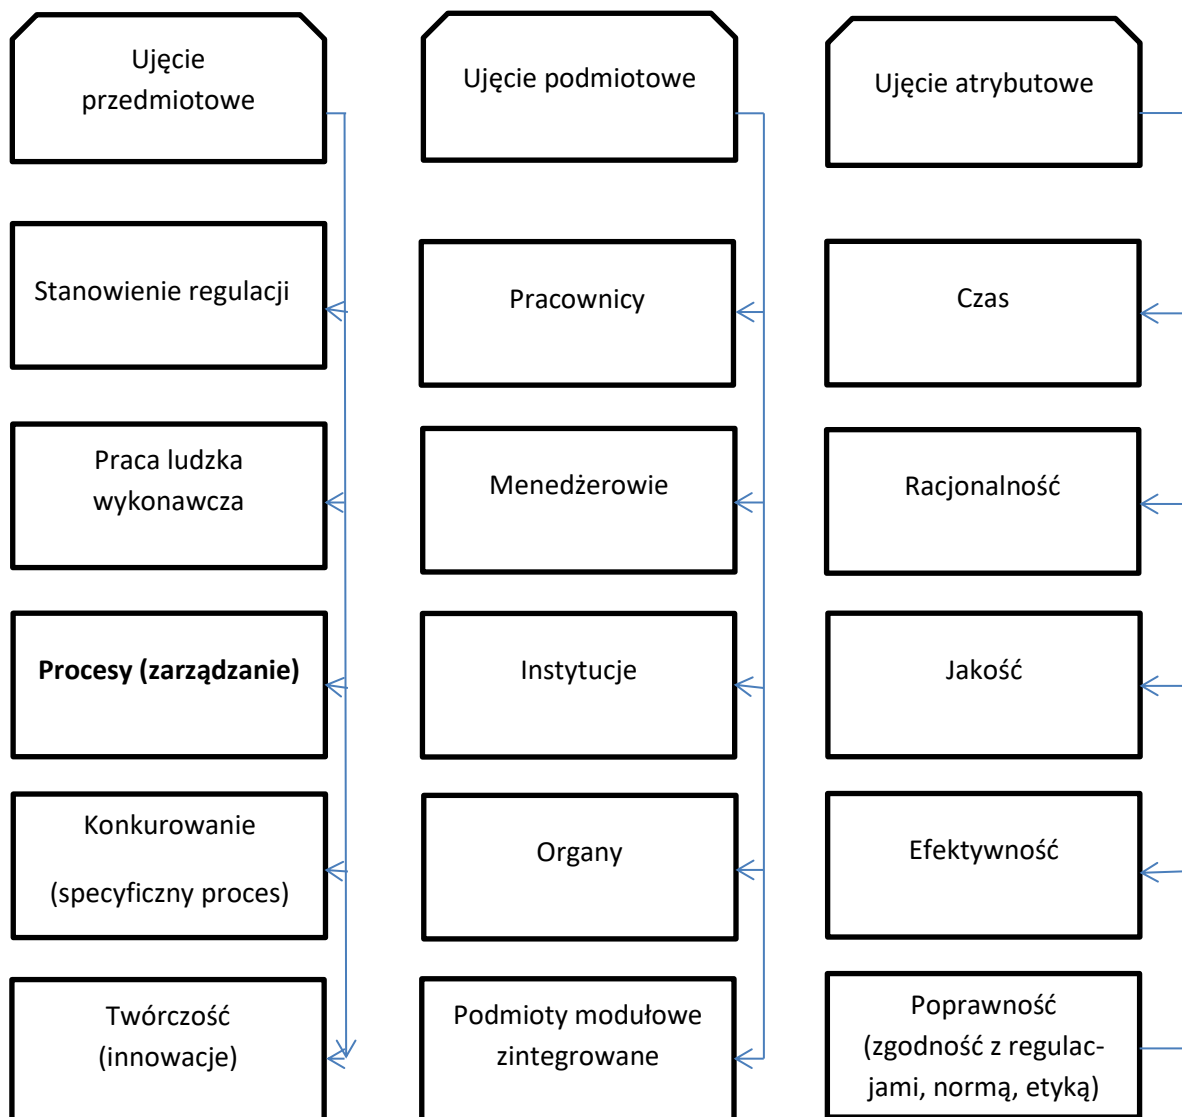 Ujęcie
przedmiotowe
Stanowienie regulacji
Praca ludzka
wykonawcza
Procesy (zarządzanie)
Konkurowanie
(specyficzny proces)
Twórczość
(innowacje)
Ujęcie podmiotowe
Pracownicy
Menedżerowie
Instytucje
Organy
Podmioty modułowe
zintegrowane
Ujęcie atrybutowe
Czas
Racjonalność
Jakość
Efektywność
Poprawność
(zgodność z regulac-
jami, normą, etyką)